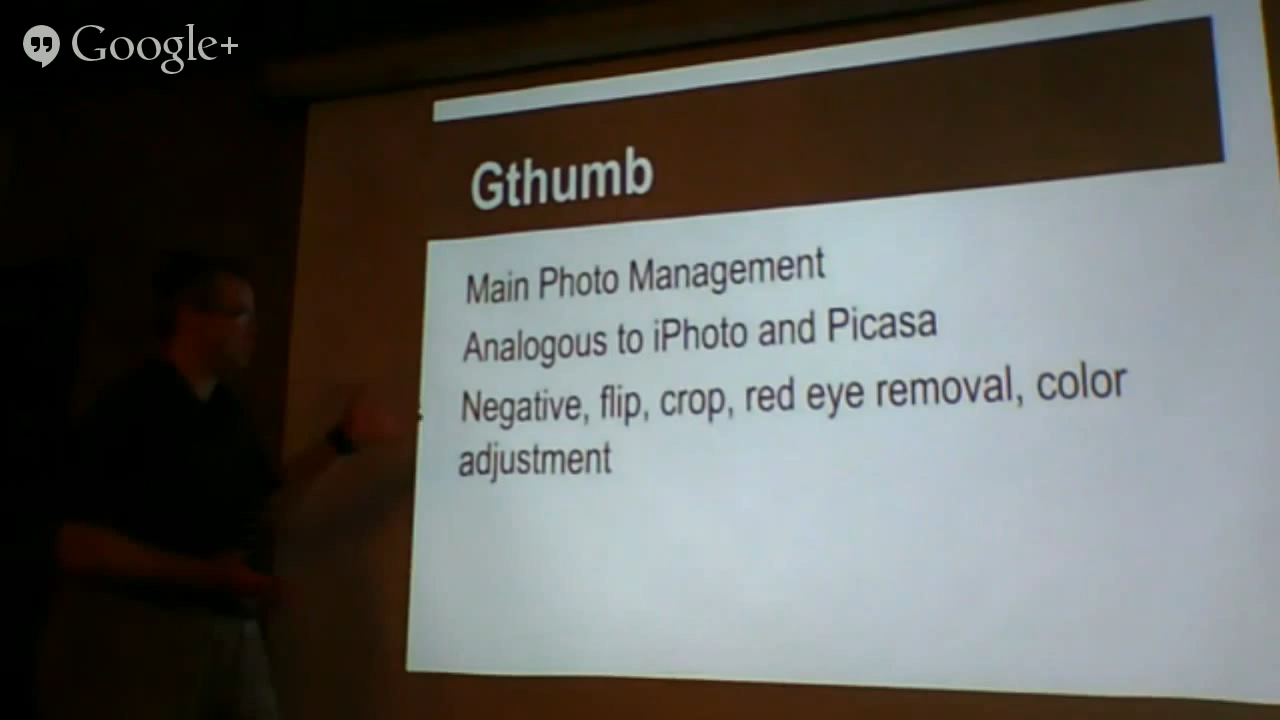 Google+
Gthumb
Main Photo Management
Analogous to iPhoto and Picasa
Negative, flip, crop, red eye removal, color
adjustment